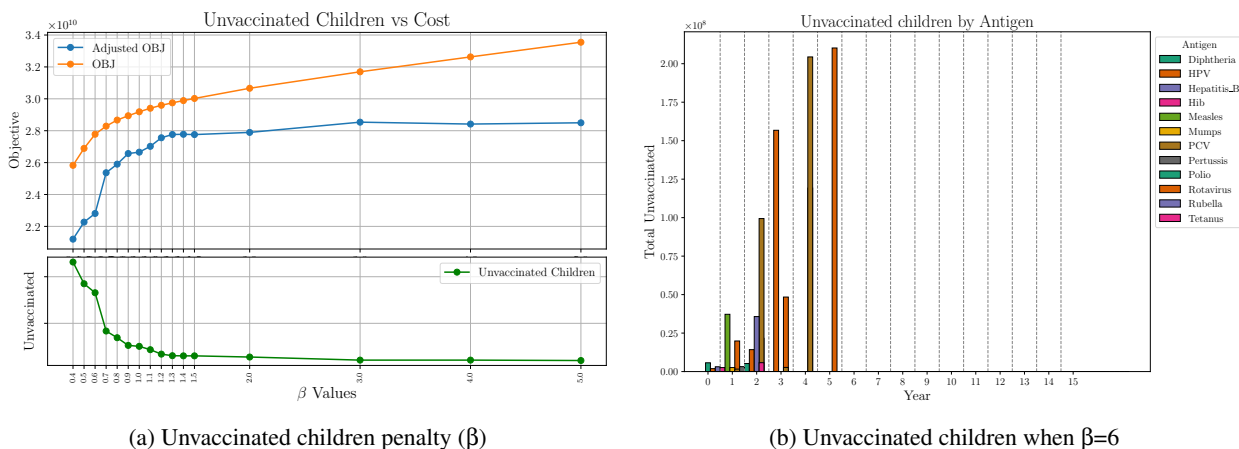 Unvaccinated Children vs Cost
×10¹⁰
3.4
3.2
3.0
2.8
2.6
2.4
2.2
Objective
Adjusted OBJ
OBJ
Unvaccinated
Unvaccinated Children
0.4
0.5
0.6
0.7
0.8
0.9
1.0
1.1
1.2
1.3
1.4
1.5
2.0
3.0
4.0
5.0
β Values
(a) Unvaccinated children penalty (β)
Unvaccinated children by Antigen
×10⁸
2.00
1.75
1.50
1.25
1.00
0.75
0.50
0.25
0.00
Total Unvaccinated
0 1 2 3 4 5 6 7 8 9 10 11 12 13 14 15
Year
Antigen
Diphtheria
HPV
Hepatitis_B
Hib
Measles
Mumps
PCV
Pertussis
Polio
Rotavirus
Rubella
Tetanus
(b) Unvaccinated children when β=6